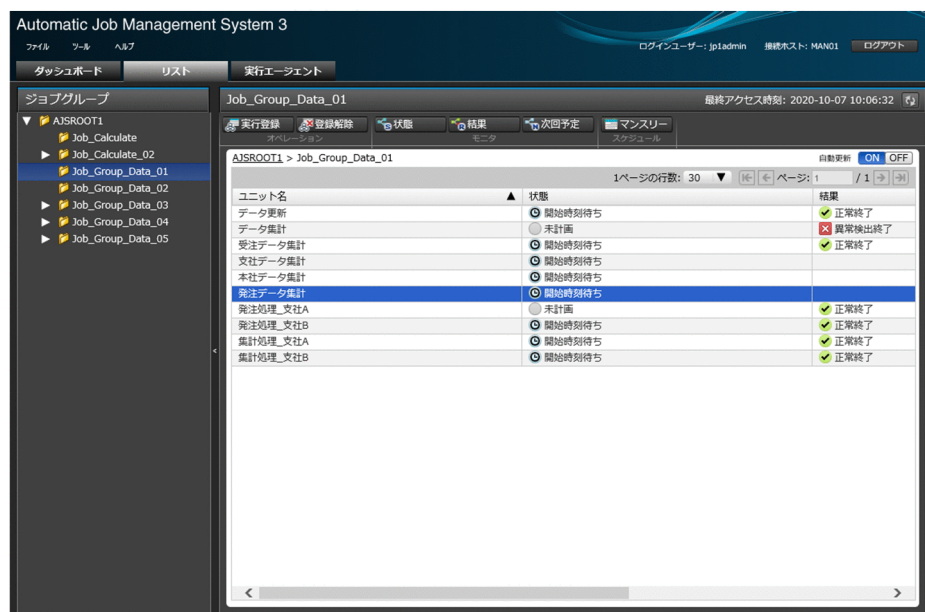 Automatic Job Management System 3
ファイル ツール ヘルプ ログインユーザー: jp1admin 接続ホスト: MAN01 ログアウト
ダッシュボード リスト 実行エージェント
ジョブグループ Job_Group_Data_01 最終アクセス時刻: 2020-10-07 10:06:32
AJSROOT1
Job_Calculate
Job_Calculate_02
Job_Group_Data_01
Job_Group_Data_02
Job_Group_Data_03
Job_Group_Data_04
Job_Group_Data_05
実行登録 登録解除 状態 結果 次回予定 マンスリー
オペレーション モニタ スケジュール
AJSROOT1 > Job_Group_Data_01 自動更新 ON OFF
1ページの行数: 30 ▼ ページ: 1 / 1
ユニット名 ▲ 状態 結果
データ更新 開始時刻待ち 正常終了
データ集計 未計画 異常検出終了
受注データ集計 開始時刻待ち 正常終了
支社データ集計 開始時刻待ち
本社データ集計 開始時刻待ち
発注データ集計 開始時刻待ち
発注処理_支社A 未計画 正常終了
発注処理_支社B 開始時刻待ち 正常終了
集計処理_支社A 開始時刻待ち 正常終了
集計処理_支社B 開始時刻待ち 正常終了